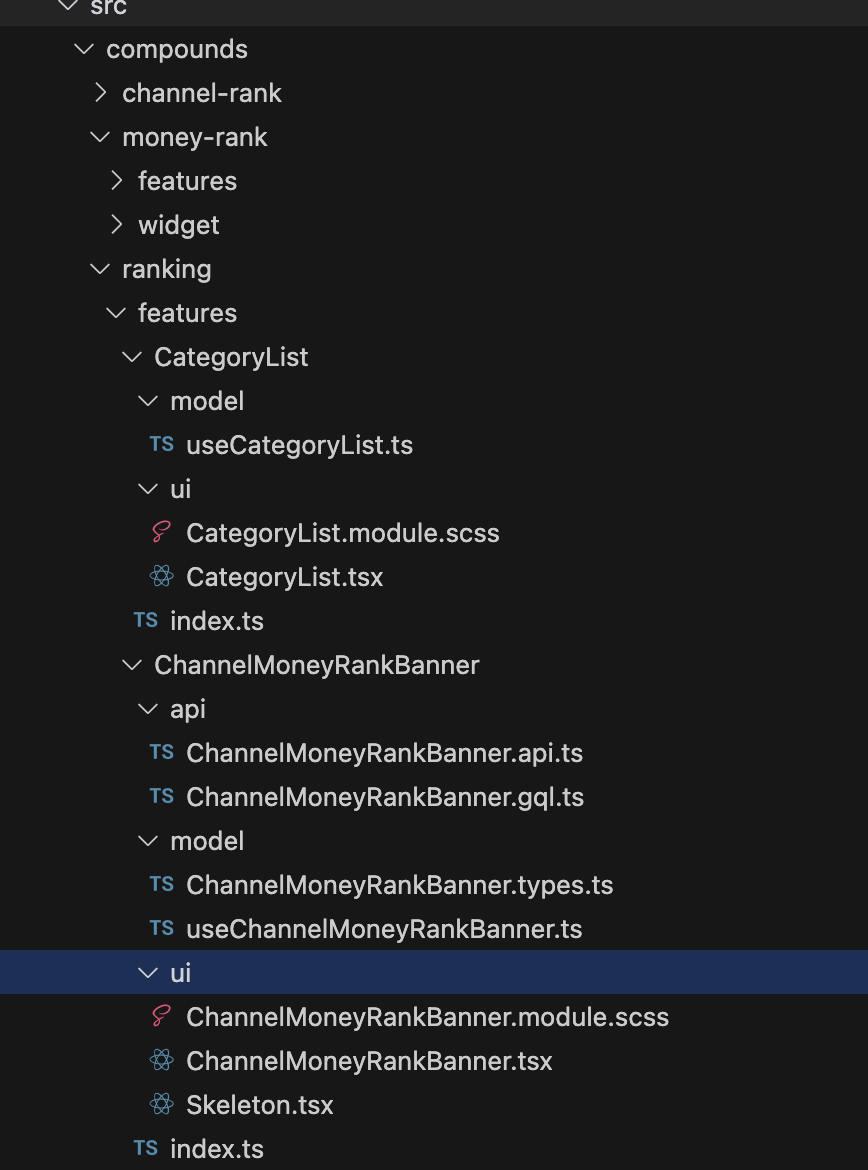 src
compounds
channel-rank
money-rank
features
widget
ranking
features
CategoryList
model
TS useCategoryList.ts
ui
CategoryList.module.scss
CategoryList.tsx
TS index.ts
ChannelMoneyRankBanner
api
TS ChannelMoneyRankBanner.api.ts
TS ChannelMoneyRankBanner.gql.ts
model
TS ChannelMoneyRankBanner.types.ts
TS useChannelMoneyRankBanner.ts
ui
ChannelMoneyRankBanner.module.scss
ChannelMoneyRankBanner.tsx
Skeleton.tsx
TS index.ts